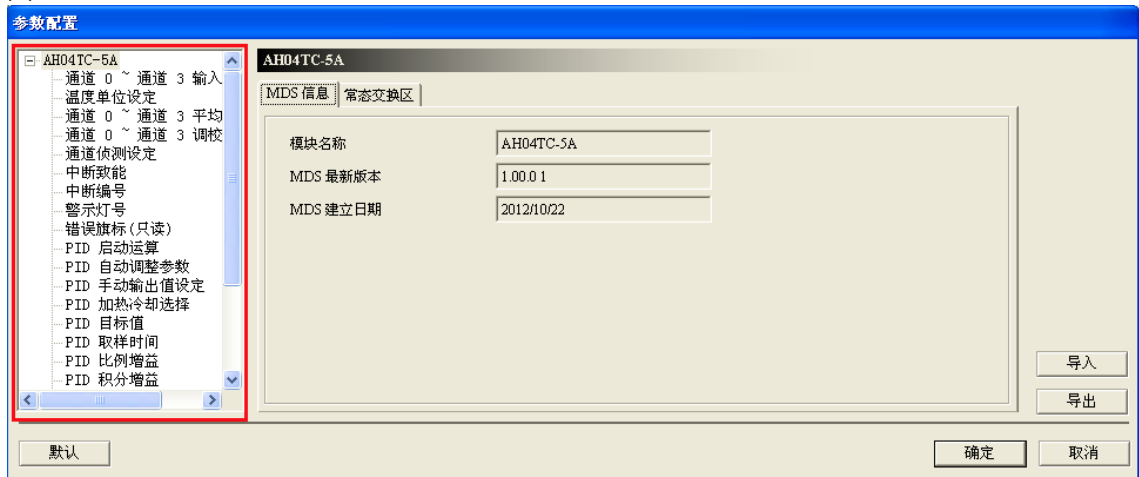 参数配置
AH04TC-5A
通道 0 ~ 通道 3 输入
温度单位设定
通道 0 ~ 通道 3 平均
通道 0 ~ 通道 3 调校
通道侦测设定
中断致能
中断编号
警示灯号
错误旗标(只读)
PID 启动运算
PID 自动调整参数
PID 手动输出值设定
PID 加热冷却选择
PID 目标值
PID 取样时间
PID 比例增益
PID 积分增益
AH04TC-5A
MDS 信息 常态交换区
模块名称 AH04TC-5A
MDS 最新版本 1.00.0 1
MDS 建立日期 2012/10/22
导入
导出
默认 确定 取消